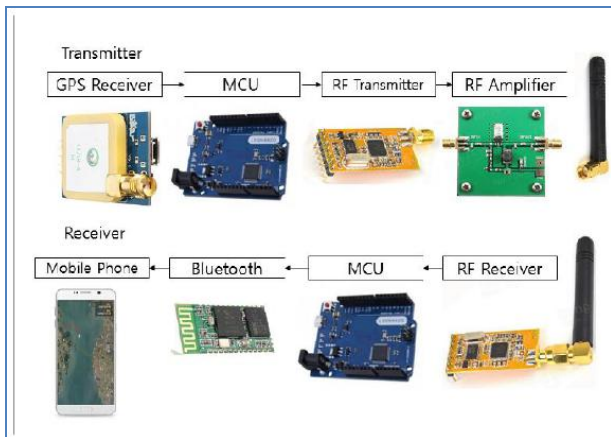 Transmitter
GPS Receiver
MCU
RF Transmitter
RF Amplifier
Receiver
Mobile Phone
Bluetooth
MCU
RF Receiver